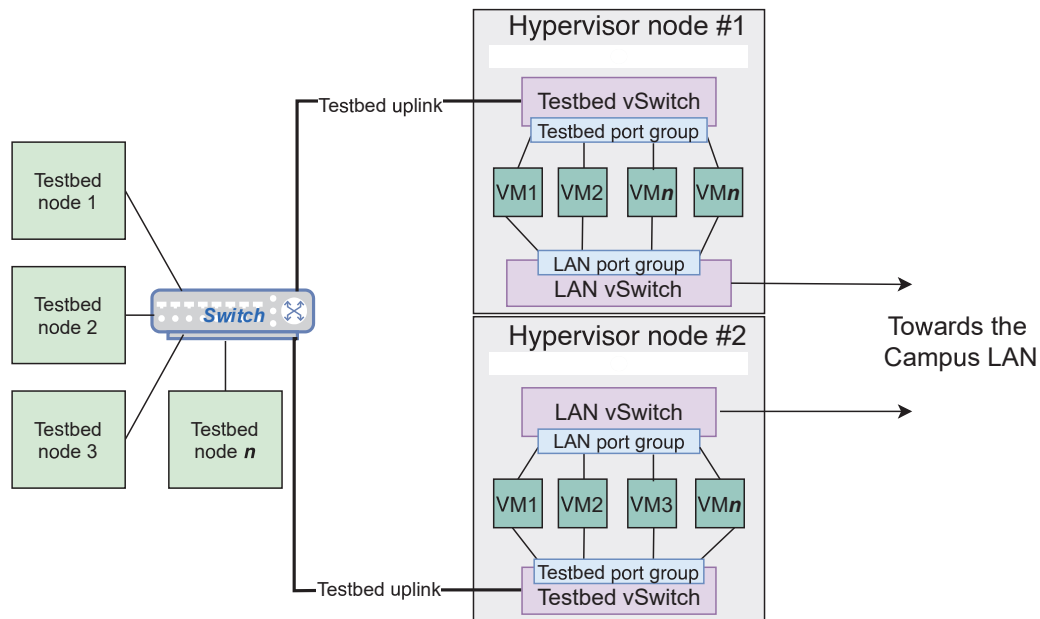 Hypervisor node #1
Testbed uplink
Testbed vSwitch
Testbed port group
VM1
VM2
VMn
VMn
LAN port group
LAN vSwitch
Testbed
node 1
Testbed
node 2
Switch
Testbed
node 3
Testbed
node n
Towards the
Campus LAN
Hypervisor node #2
LAN vSwitch
LAN port group
VM1
VM2
VM3
VMn
Testbed port group
Testbed uplink
Testbed vSwitch